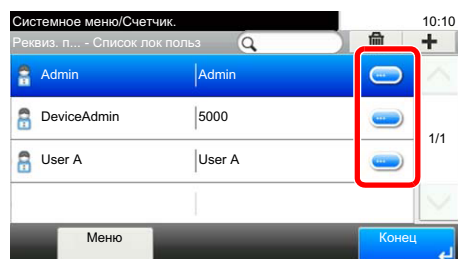 Системное меню/Счетчик. 10:10
Реквиз. п... - Список лок польз
Admin Admin
DeviceAdmin 5000
1/1
User A User A
Меню Конец